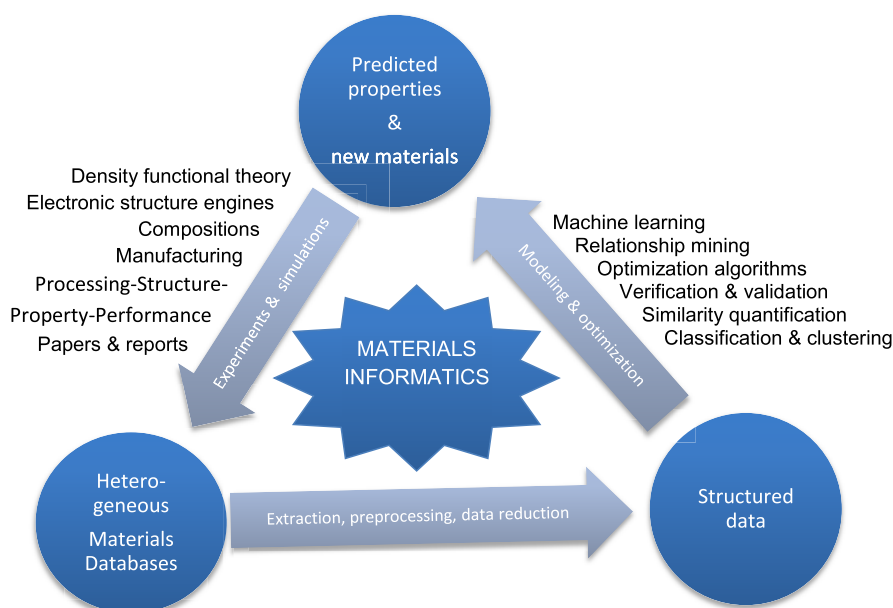 Predicted
properties
&
new materials
Density functional theory
Electronic structure engines
Compositions
Manufacturing
Processing-Structure-
Property-Performance
Papers & reports
Experiments & simulations
Machine learning
Relationship mining
Optimization algorithms
Verification & validation
Similarity quantification
Classification & clustering
Modeling & optimization
MATERIALS
INFORMATICS
Hetero-
geneous
Materials
Databases
Extraction, preprocessing, data reduction
Structured
data